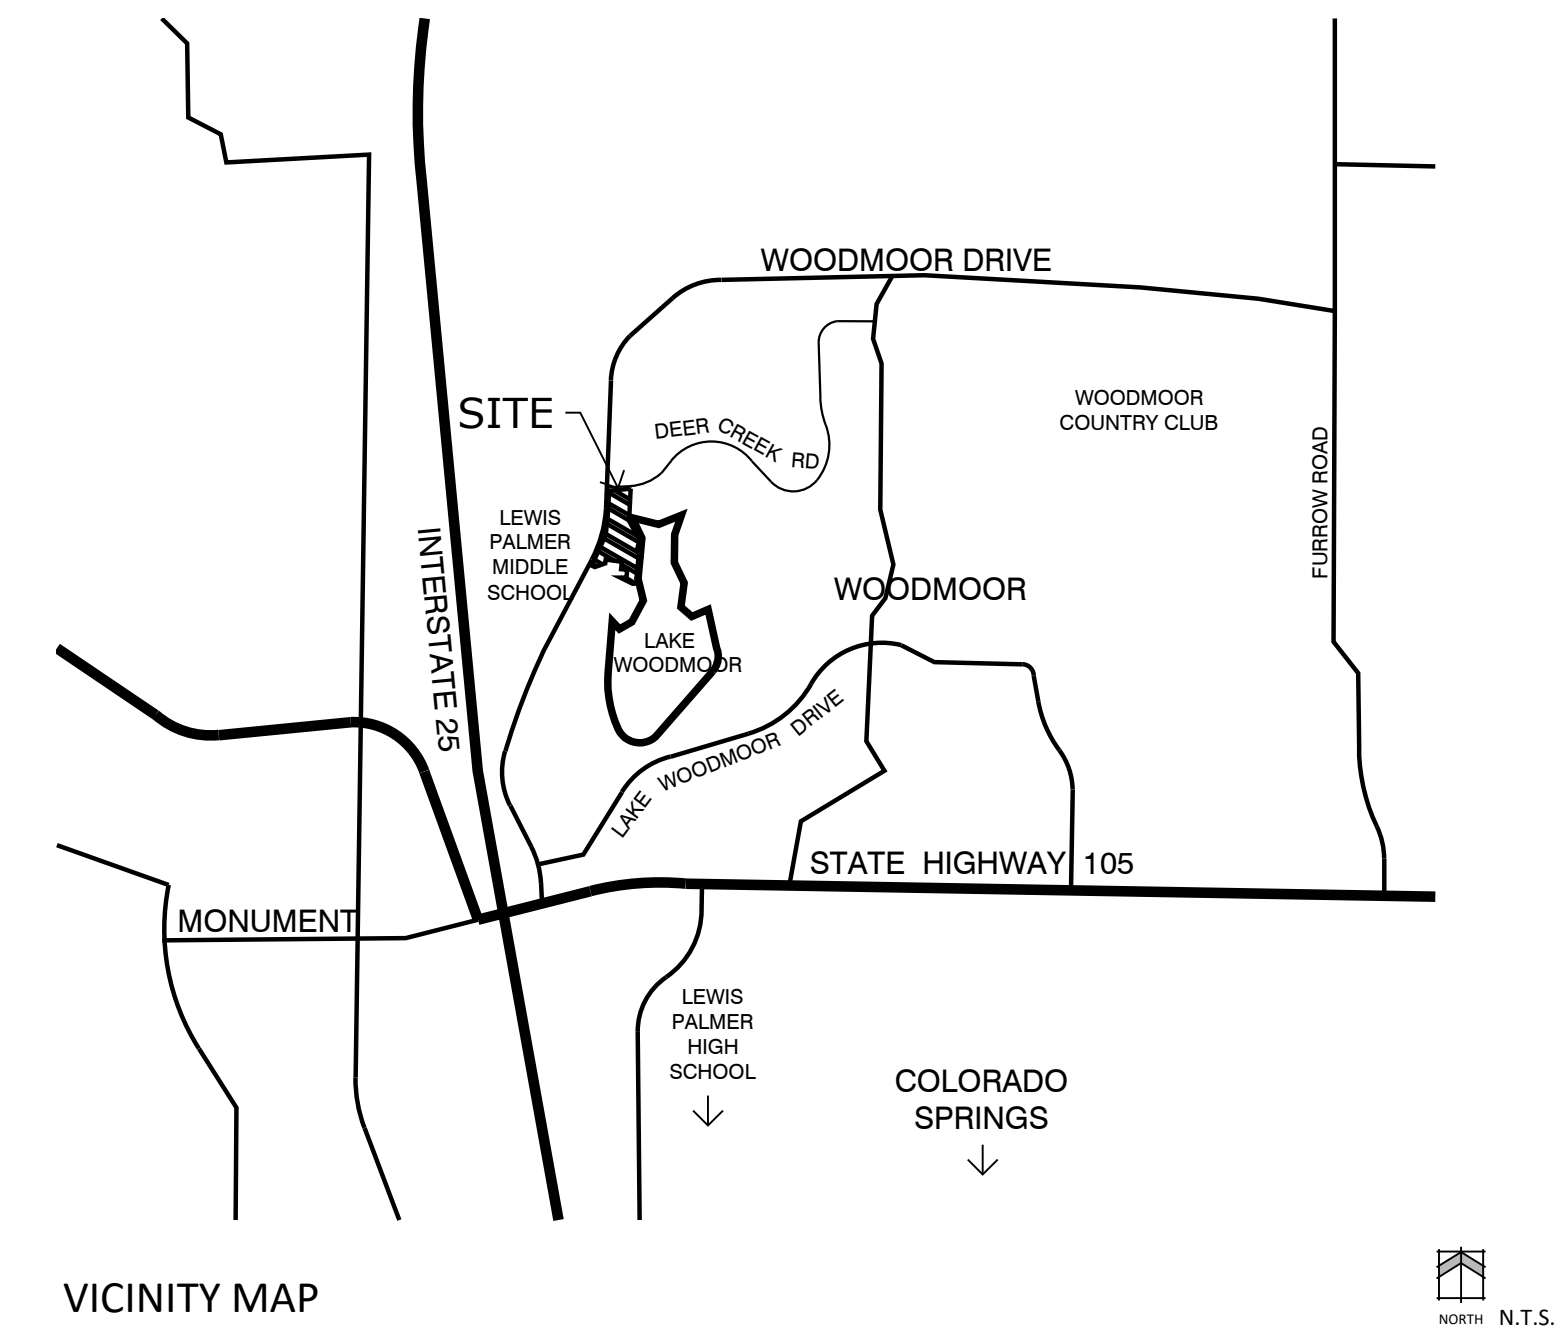 WOODMOOR DRIVE
SITE
DEER CREEK RD
WOODMOOR
COUNTRY CLUB
FURROW ROAD
LEWIS
PALMER
MIDDLE
SCHOOL
INTERSTATE 25
WOODMOOR
LAKE
WOODMOOR
LAKE WOODMOOR DRIVE
STATE HIGHWAY 105
MONUMENT
LEWIS
PALMER
HIGH
SCHOOL
COLORADO
SPRINGS
VICINITY MAP
NORTH N.T.S.